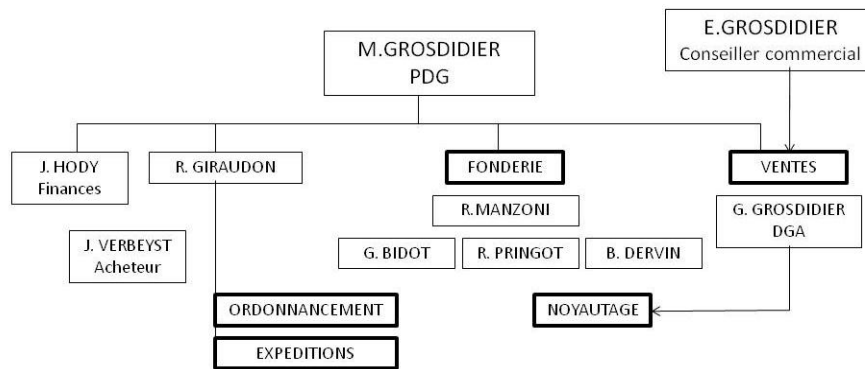 M.GROSDIDIER
PDG
E.GROSDIDIER
Conseiller commercial
J. HODY
Finances
R. GIRAUDON
FONDERIE
VENTES
R.MANZONI
G. GROSDIDIER
DGA
J. VERBEYST
Acheteur
G. BIDOT
R. PRINGOT
B. DERVIN
ORDONNANCEMENT
NOYAUTAGE
EXPEDITIONS